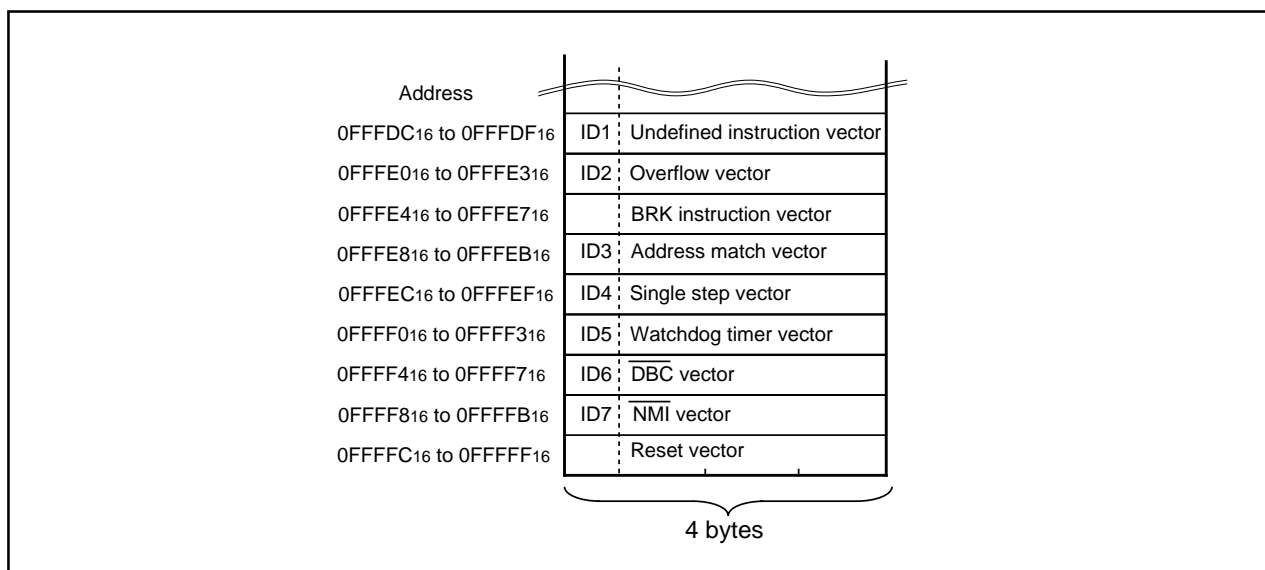 Address
0FFFDC16 to 0FFFDF16 ID1 Undefined instruction vector
0FFFE016 to 0FFFE316 ID2 Overflow vector
0FFFE416 to 0FFFE716 BRK instruction vector
0FFFE816 to 0FFFEB16 ID3 Address match vector
0FFFEC16 to 0FFFEF16 ID4 Single step vector
0FFFF016 to 0FFFF316 ID5 Watchdog timer vector
0FFFF416 to 0FFFF716 ID6 D̅B̅C̅ vector
0FFFF816 to 0FFFFB16 ID7 N̅M̅I̅ vector
0FFFFC16 to 0FFFFF16 Reset vector
4 bytes